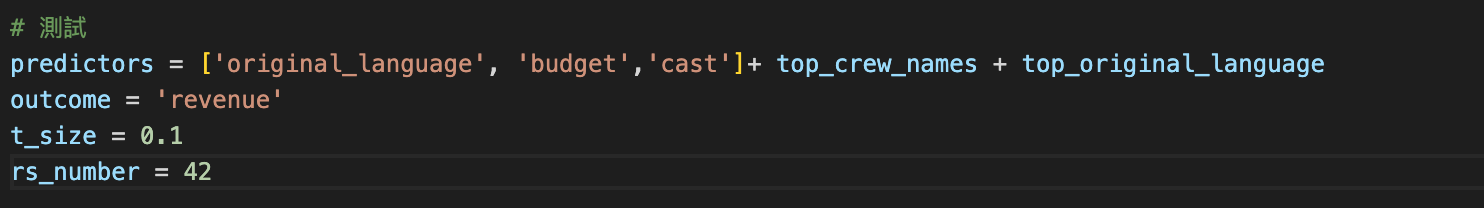 # 測試
predictors = ['original_language', 'budget','cast']+ top_crew_names + top_original_language
outcome = 'revenue'
t_size = 0.1
rs_number = 42